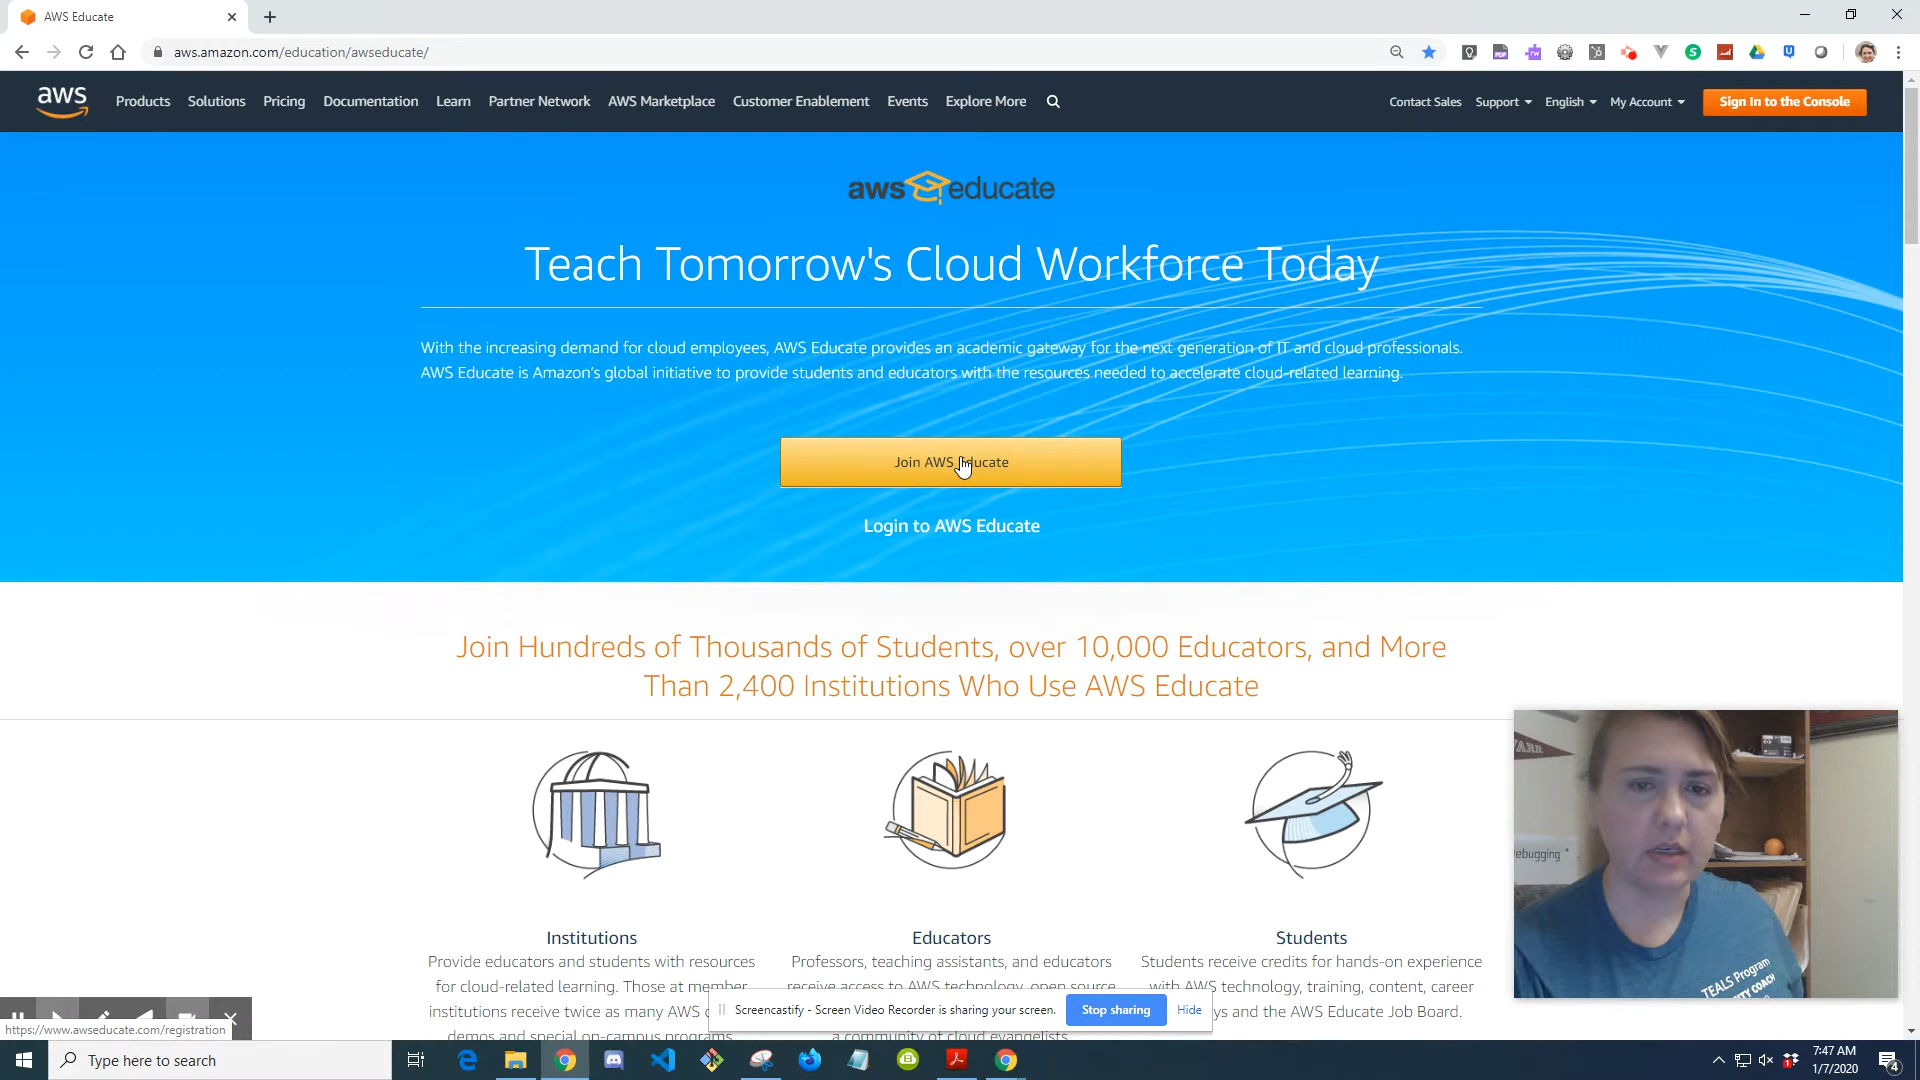 AWS Educate
aws.amazon.com/education/awseducate/
aws
Products
Solutions
Pricing
Documentation
Learn
Partner Network
AWS Marketplace
Customer Enablement
Events
Explore More
Contact Sales
Support
English
My Account
Sign In to the Console
aws educate
Teach Tomorrow's Cloud Workforce Today
With the increasing demand for cloud employees, AWS Educate provides an academic gateway for the next generation of IT and cloud professionals.
AWS Educate is Amazon's global initiative to provide students and educators with the resources needed to accelerate cloud-related learning.
Join AWS Educate
Login to AWS Educate
Join Hundreds of Thousands of Students, over 10,000 Educators, and More
Than 2,400 Institutions Who Use AWS Educate
Institutions
Provide educators and students with resources
for cloud-related learning. Those at member
institutions receive twice as many AWS
demos and special on-campus programs.
Educators
Professors, teaching assistants, and educators
receive access to AWS technology, open source
a community of cloud evangelists
Students
Students receive credits for hands-on experience
with AWS technology, training, content, career
ys and the AWS Educate Job Board.
ARD
Debugging
TEALS Program
COACH
Screencastify - Screen Video Recorder is sharing your screen.
Stop sharing
Hide
https://www.awseducate.com/registration
Type here to search
7:47 AM
1/7/2020
4